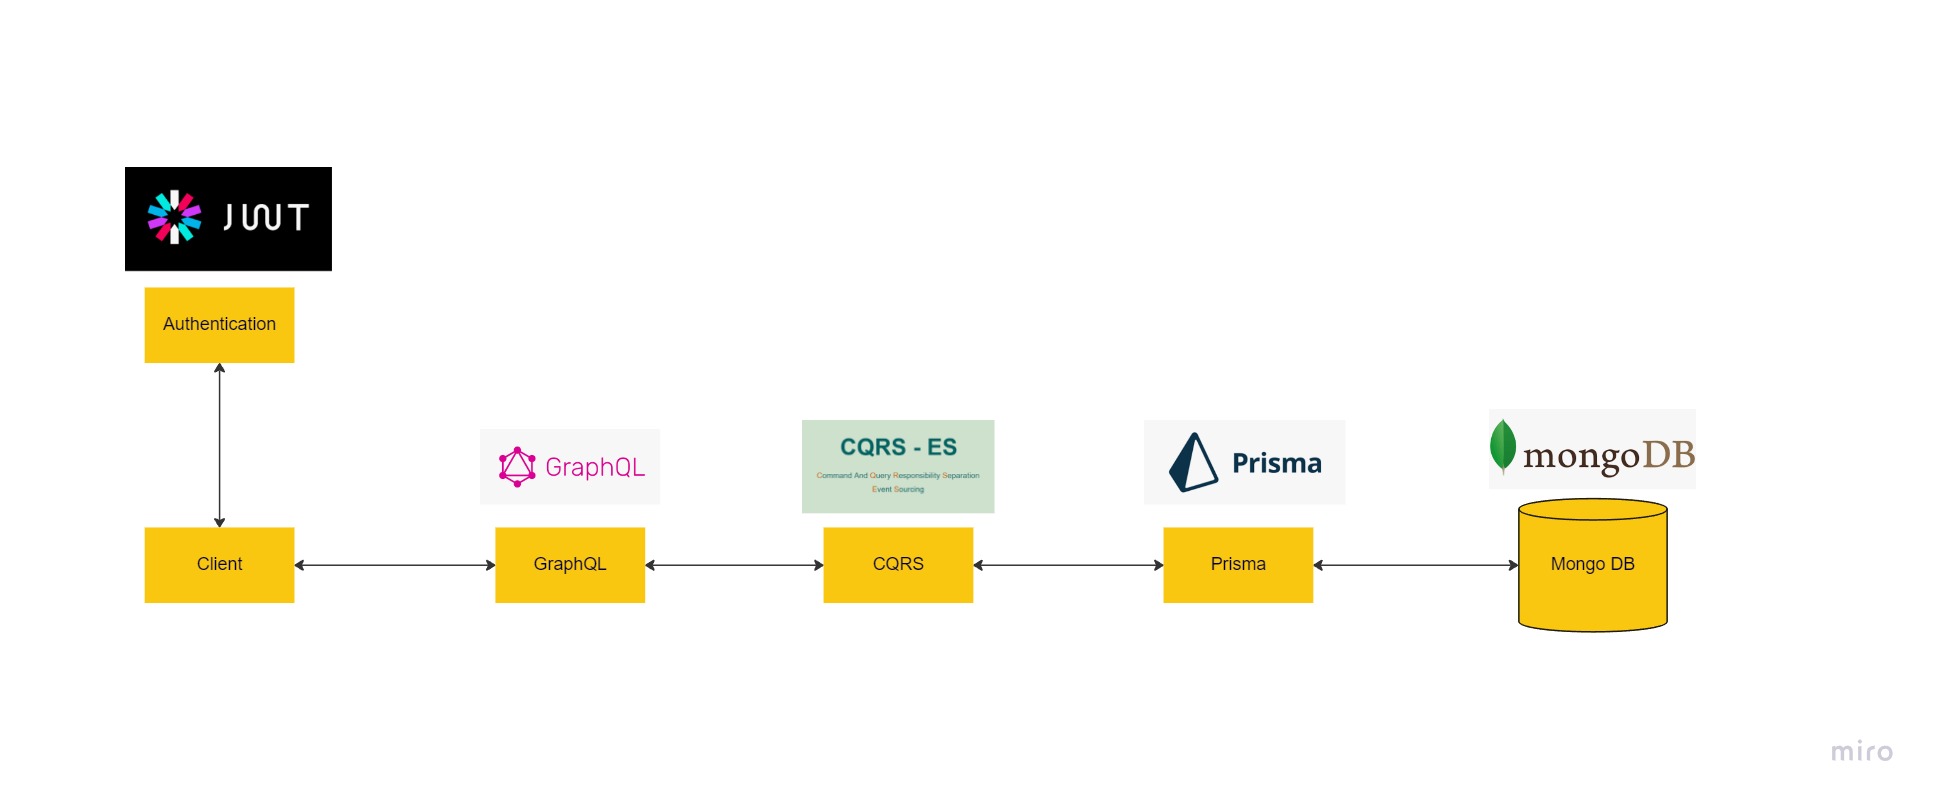 JWT
Authentication
GraphQL
CQRS - ES
Command And Query Responsibility Separation
Event Sourcing
Prisma
mongoDB
Client
GraphQL
CQRS
Prisma
Mongo DB
miro